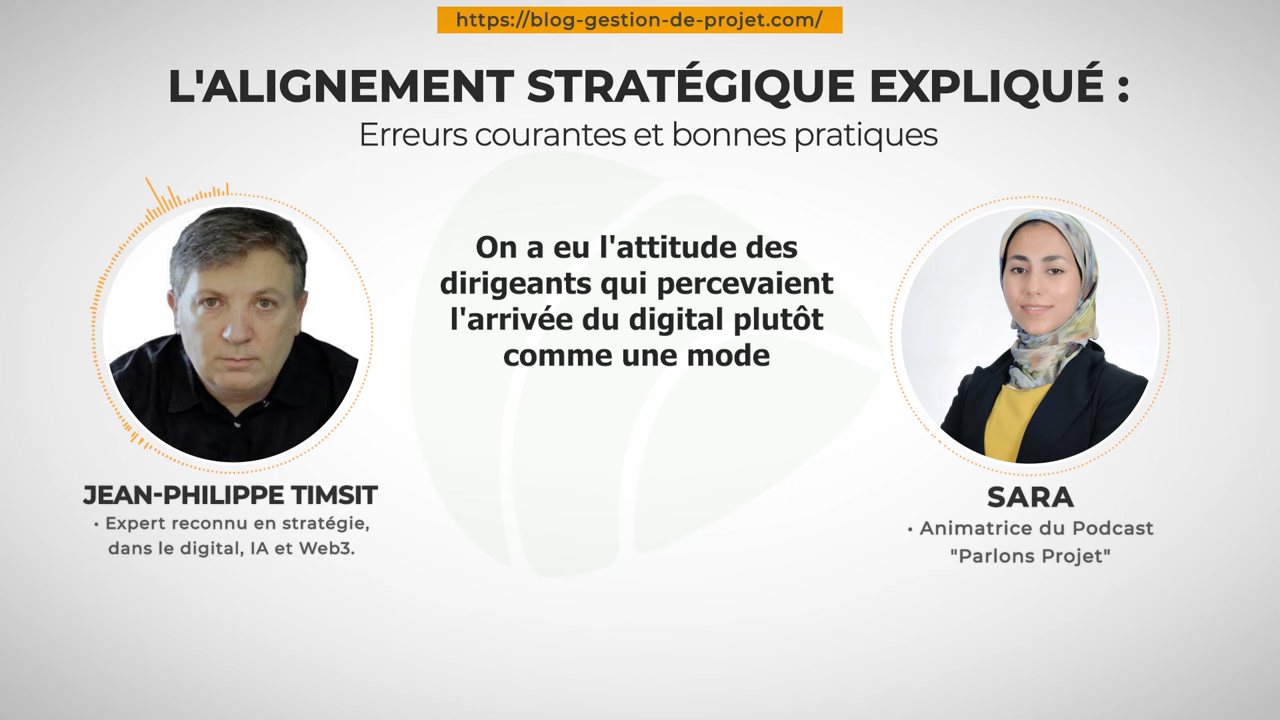 https://blog-gestion-de-projet.com/
L'ALIGNEMENT STRATÉGIQUE EXPLIQUÉ :
Erreurs courantes et bonnes pratiques
On a eu l'attitude des
dirigeants qui percevaient
l'arrivée du digital plutôt
comme une mode
JEAN-PHILIPPE TIMSIT
• Expert reconnu en stratégie,
dans le digital, IA et Web3.
SARA
• Animatrice du Podcast
"Parlons Projet"